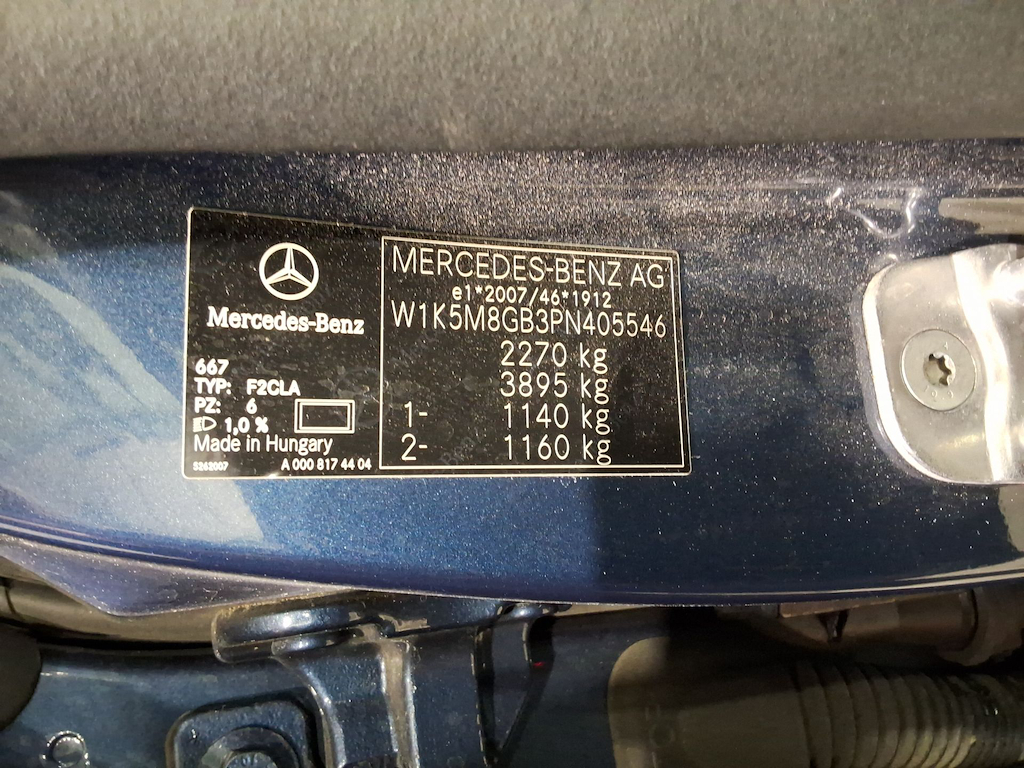 Mercedes-Benz
667
TYP: F2CLA
PZ: 6
1,0 %
Made in Hungary
S262007 A 000 817 44 04
MERCEDES-BENZ AG
e1*2007/46*1912
W1K5M8GB3PN405546
2270 kg
3895 kg
1- 1140 kg
2- 1160 kg